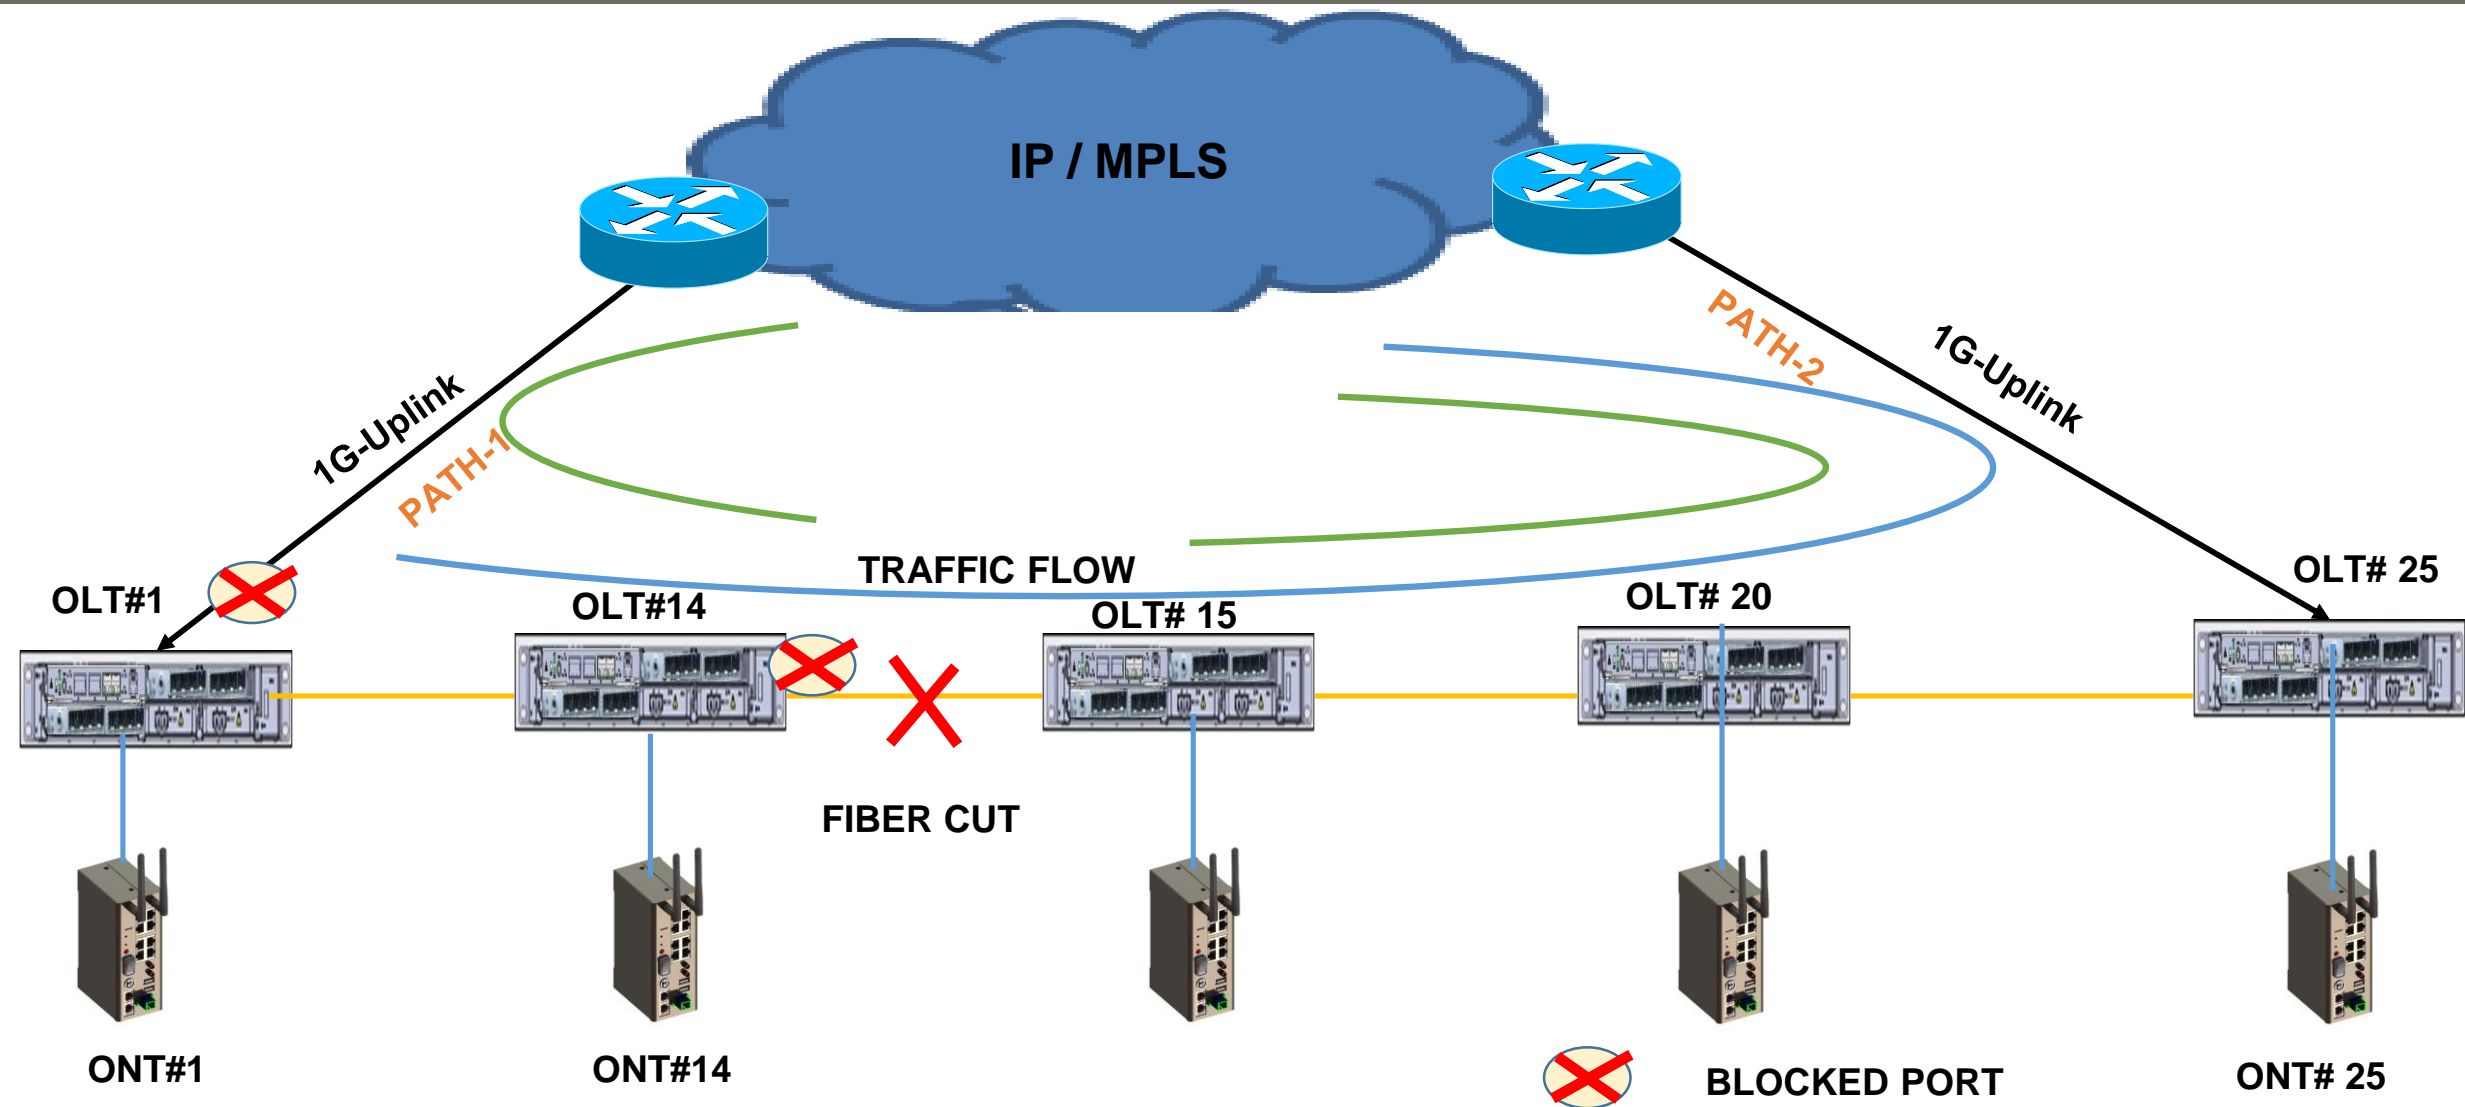 IP / MPLS
1G-Uplink
PATH-1
PATH-2
1G-Uplink
TRAFFIC FLOW
OLT#1
OLT#14
OLT# 15
OLT# 20
OLT# 25
FIBER CUT
ONT#1
ONT#14
BLOCKED PORT
ONT# 25